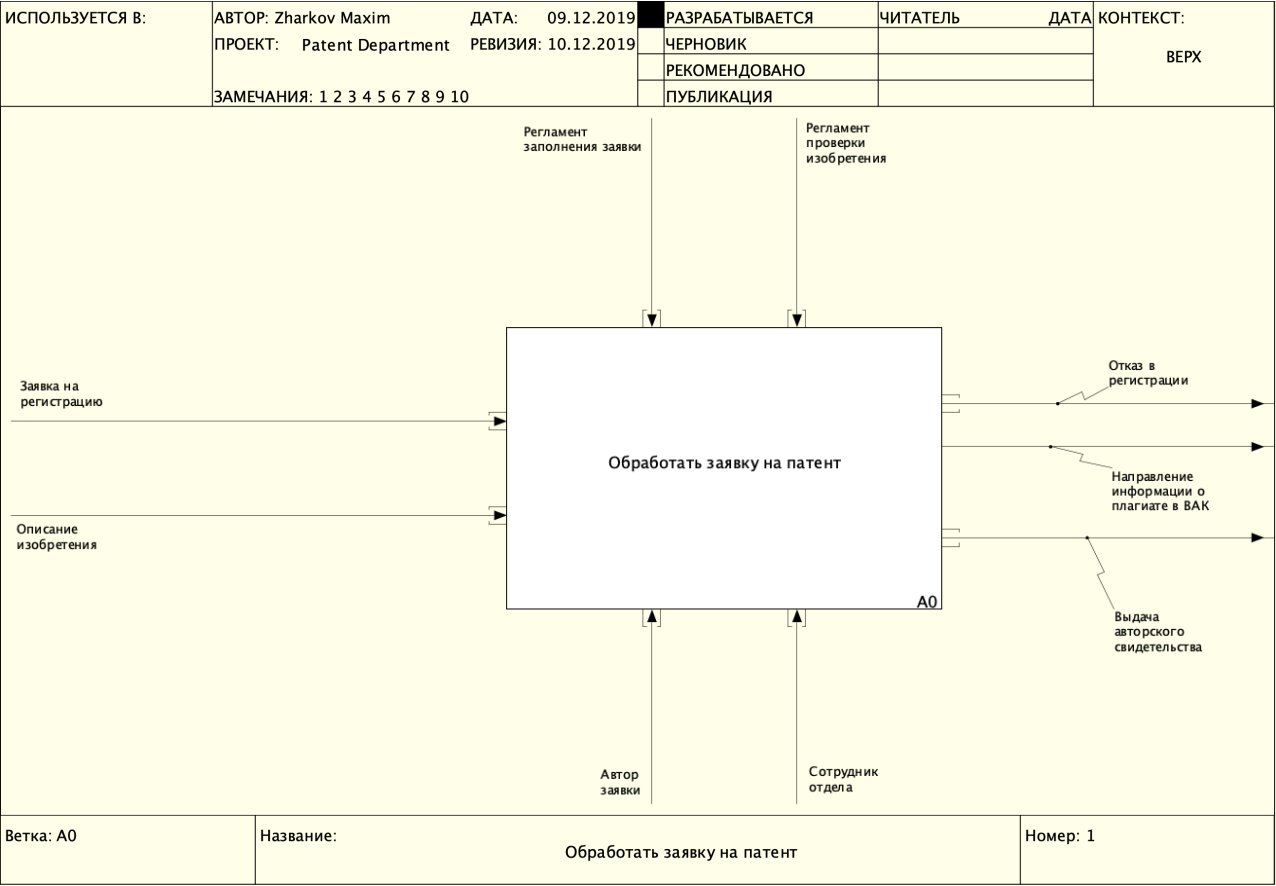 ИСПОЛЬЗУЕТСЯ В:
АВТОР: Zharkov Maxim
ДАТА: 09.12.2019
ПРОЕКТ: Patent Department
РЕВИЗИЯ: 10.12.2019
ЗАМЕЧАНИЯ: 1 2 3 4 5 6 7 8 9 10
РАЗРАБАТЫВАЕТСЯ
ЧЕРНОВИК
РЕКОМЕНДОВАНО
ПУБЛИКАЦИЯ
ЧИТАТЕЛЬ
ДАТА
КОНТЕКСТ:
ВЕРХ
Регламент
заполнения заявки
Регламент
проверки
изобретения
Заявка на
регистрацию
Описание
изобретения
Обработать заявку на патент
A0
Отказ в
регистрации
Направление
информации о
плагиате в ВАК
Выдача
авторского
свидетельства
Автор
заявки
Сотрудник
отдела
Ветка: A0
Название:
Обработать заявку на патент
Номер: 1